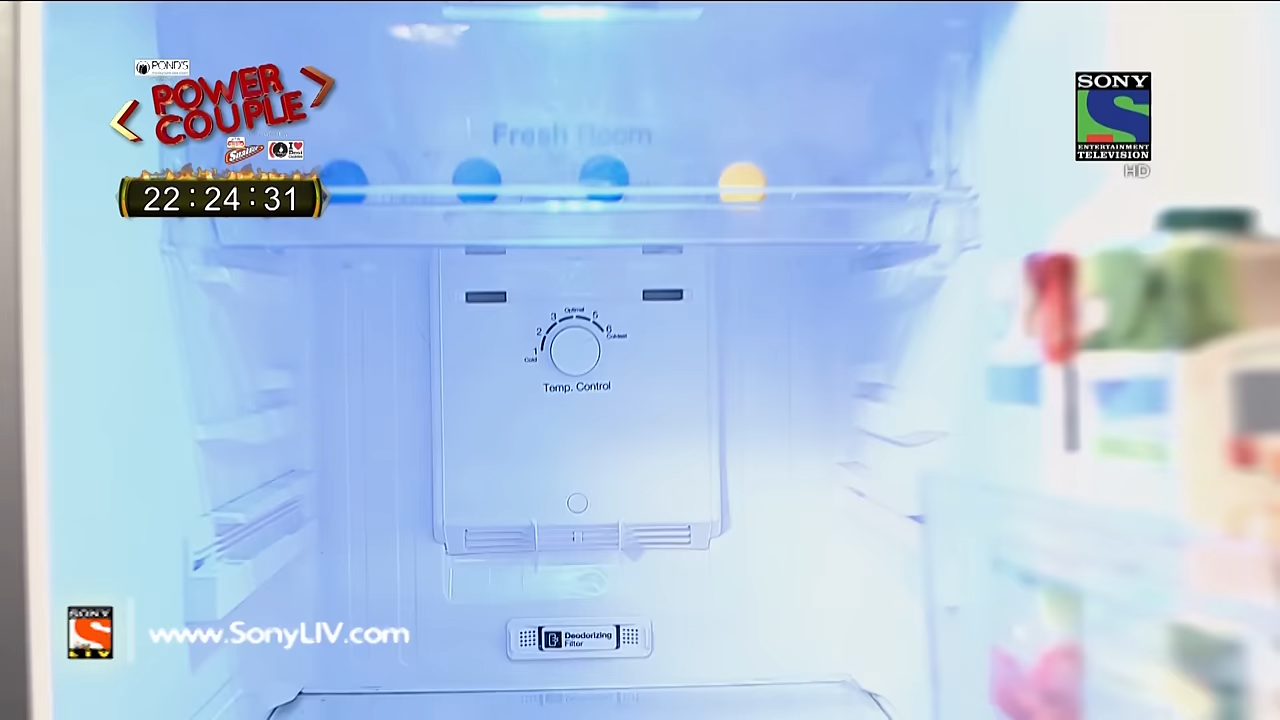 POND'S
POWER
COUPLE
22:24:31
SONY
ENTERTAINMENT
TELEVISION
HD
Fresh Room
Optimal
3
5
2
6
Coldest
1
Cold
Temp. Control
Deodorizing
Filter
SONY
LIV
www.SonyLIV.com